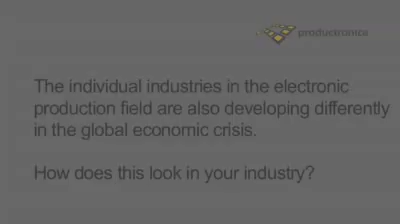 productronica
The individual industries in the electronic
production field are also developing differently
in the global economic crisis.
How does this look in your industry?